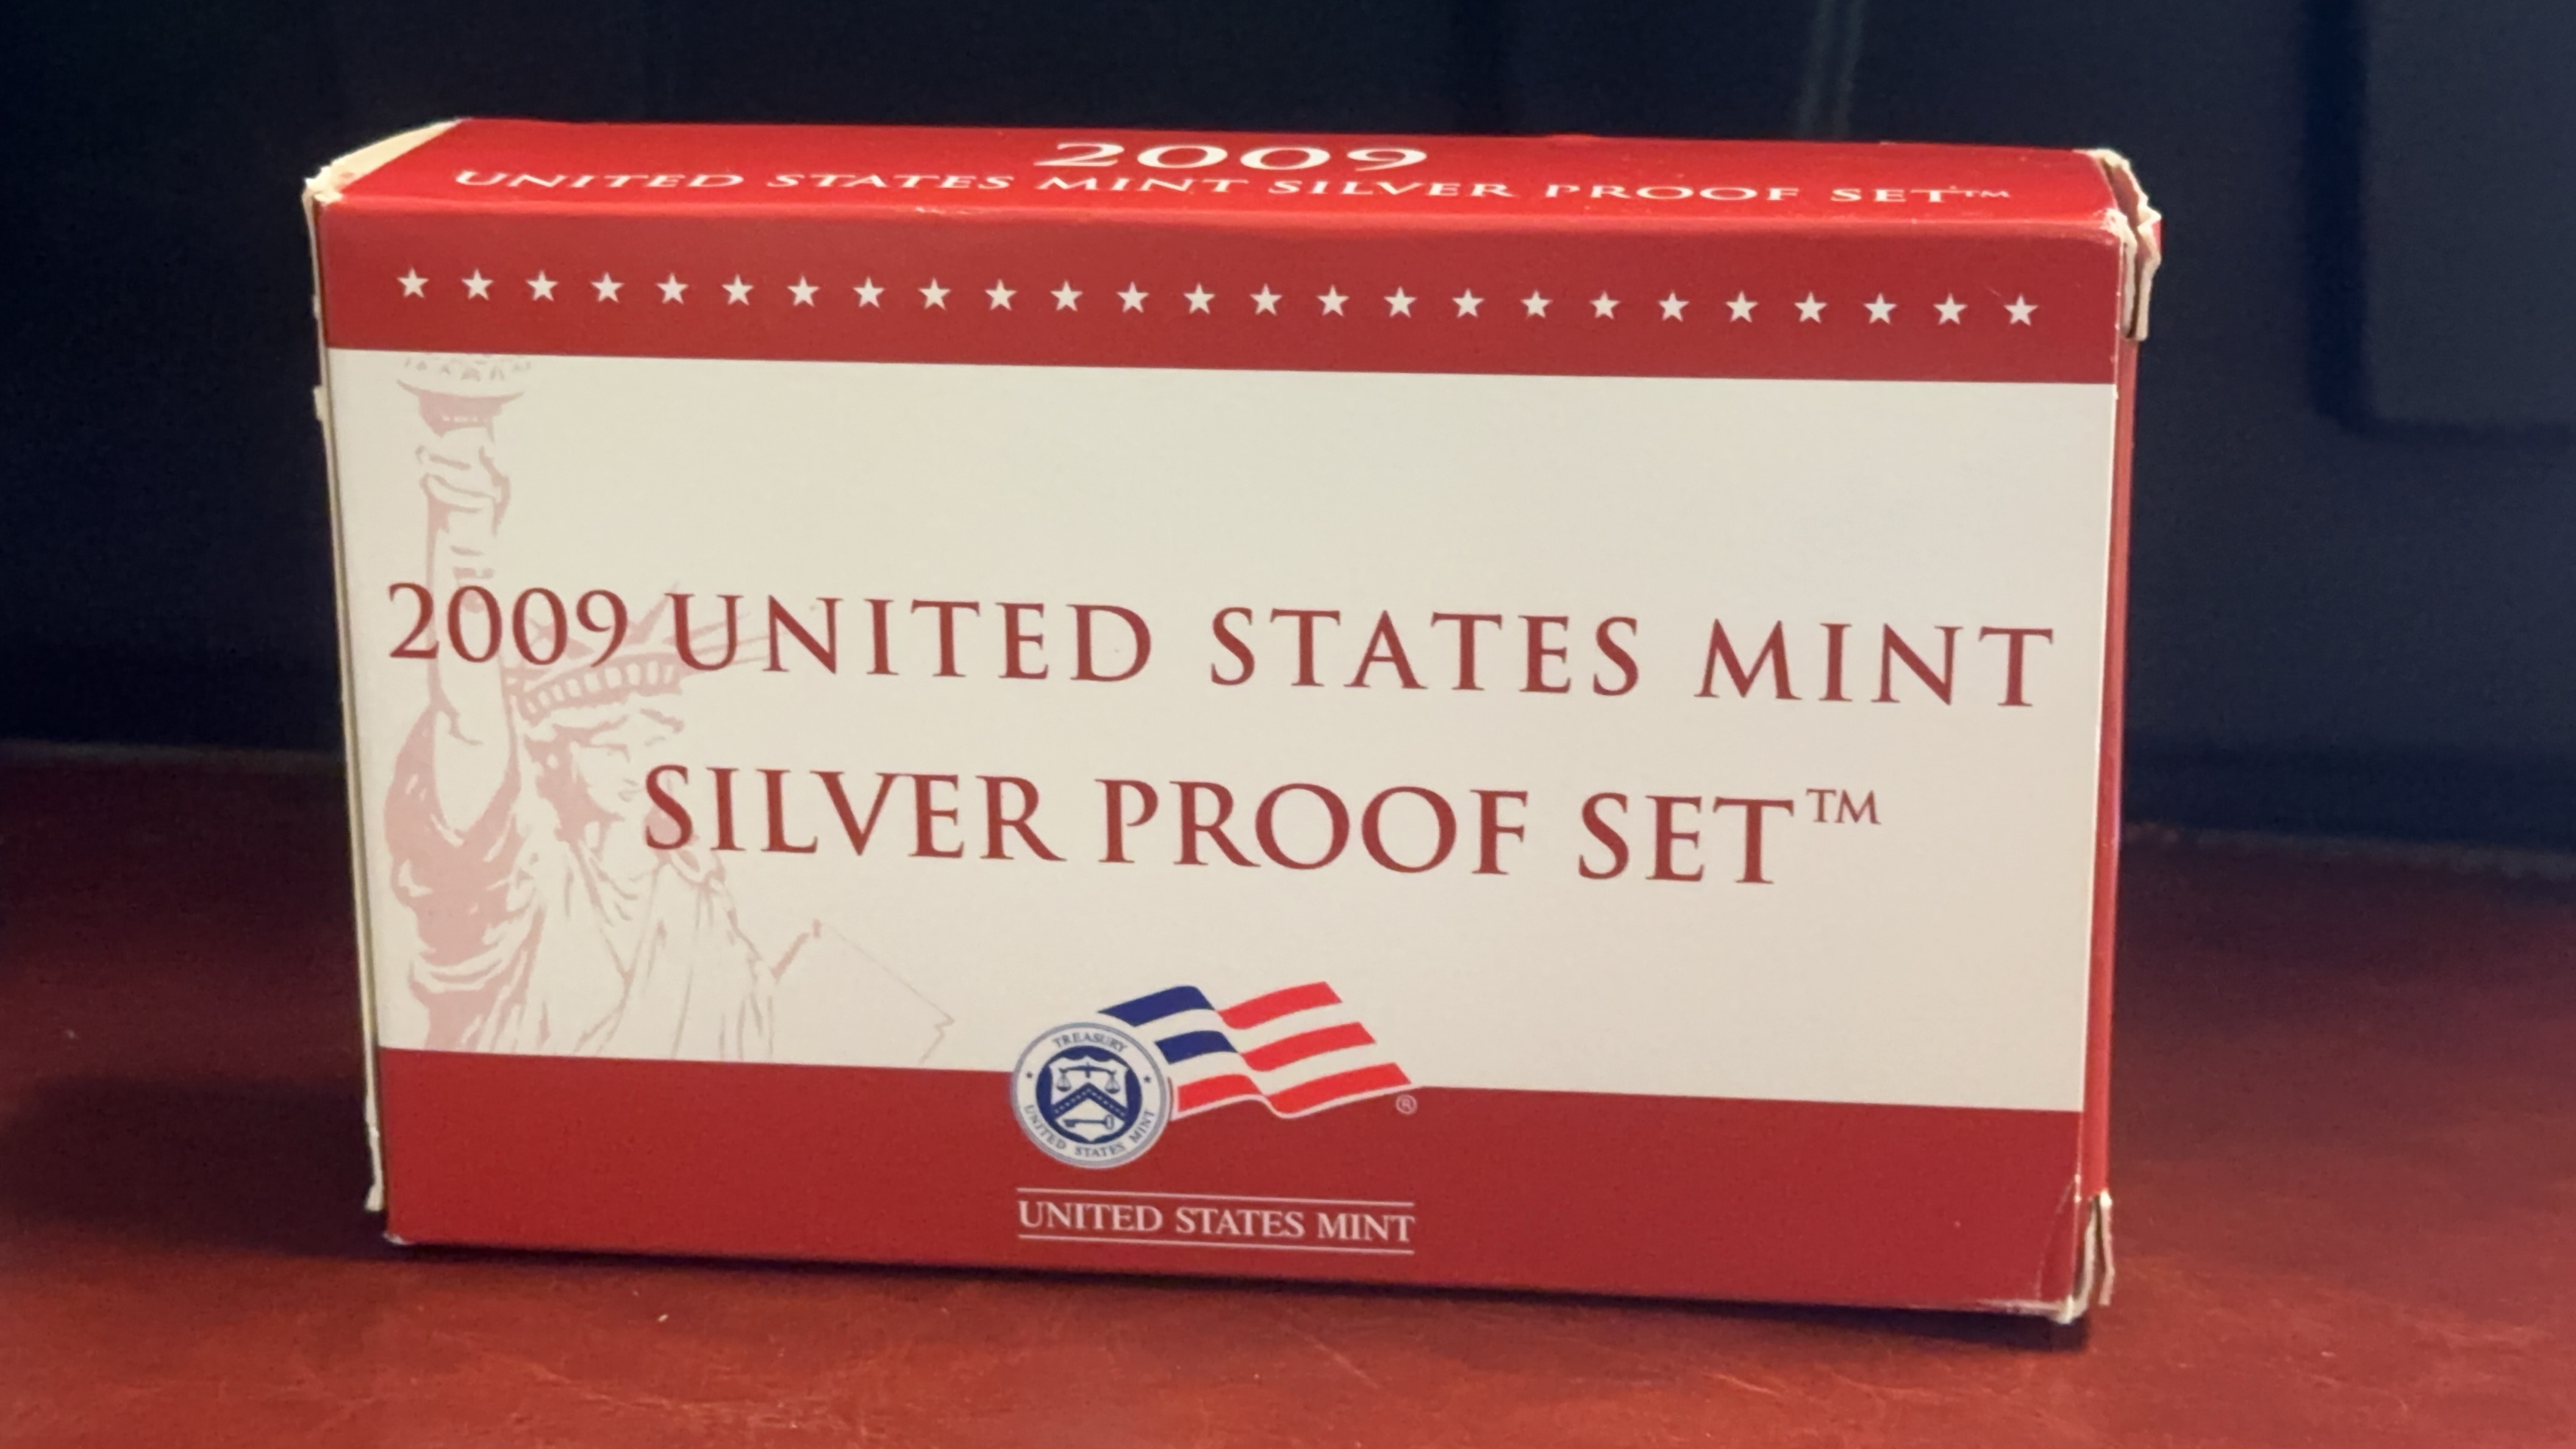 2009
UNITED STATES MINT SILVER PROOF SET™
2009 UNITED STATES MINT
SILVER PROOF SET™
TREASURY
UNITED STATES MINT
®
UNITED STATES MINT